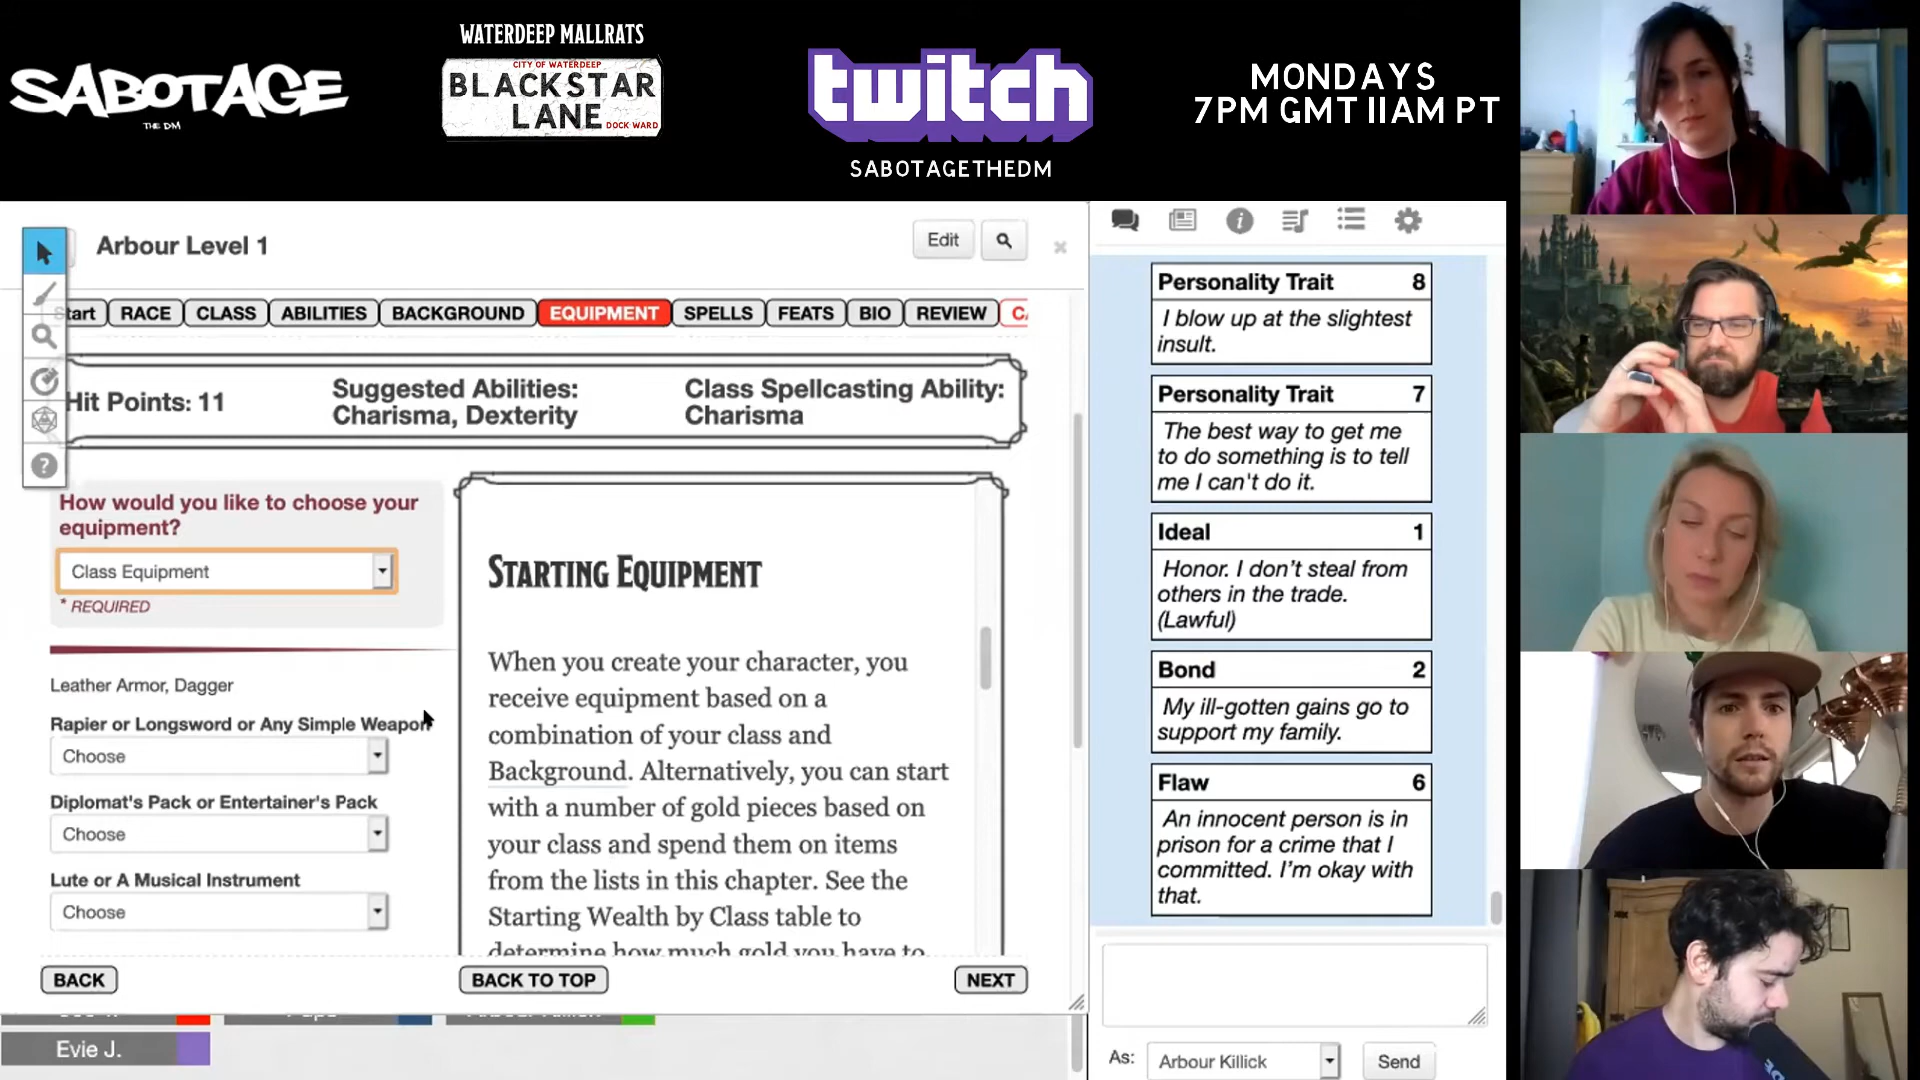 SABOTAGE
THE DM
WATERDEEP MALLRATS
CITY OF WATERDEEP
BLACKSTAR
LANE
DOCK WARD
twitch
SABOTAGETHEDM
MONDAYS
7PM GMT 11AM PT
Arbour Level 1
Edit
Start
RACE
CLASS
ABILITIES
BACKGROUND
EQUIPMENT
SPELLS
FEATS
BIO
REVIEW
Hit Points: 11
Suggested Abilities:
Charisma, Dexterity
Class Spellcasting Ability:
Charisma
How would you like to choose your
equipment?
Class Equipment
* REQUIRED
Leather Armor, Dagger
Rapier or Longsword or Any Simple Weapon
Choose
Diplomat's Pack or Entertainer's Pack
Choose
Lute or A Musical Instrument
Choose
STARTING EQUIPMENT
When you create your character, you
receive equipment based on a
combination of your class and
Background. Alternatively, you can start
with a number of gold pieces based on
your class and spend them on items
from the lists in this chapter. See the
Starting Wealth by Class table to
determine how much gold you have to
BACK
BACK TO TOP
NEXT
Evie J.
Personality Trait 8
I blow up at the slightest
insult.
Personality Trait 7
The best way to get me
to do something is to tell
me I can't do it.
Ideal 1
Honor. I don't steal from
others in the trade.
(Lawful)
Bond 2
My ill-gotten gains go to
support my family.
Flaw 6
An innocent person is in
prison for a crime that I
committed. I'm okay with
that.
As:
Arbour Killick
Send